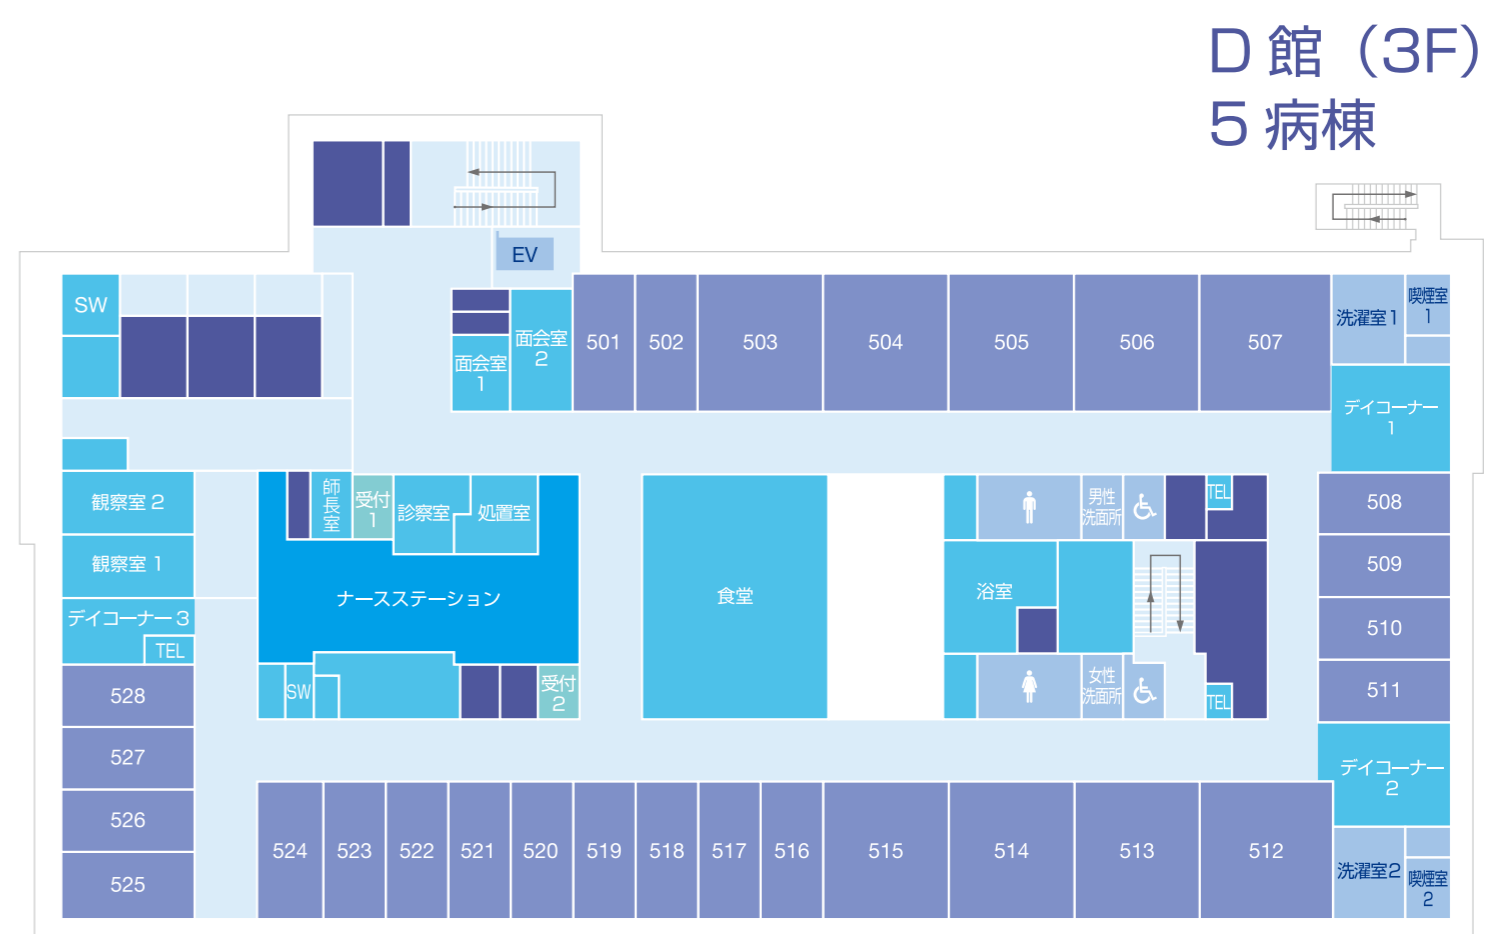 D 館（3F）
5 病棟
EV
SW
面会室
1
面会室
2
501
502
503
504
505
506
507
洗濯室1
喫煙室
1
デイコーナー
1
観察室 2
観察室 1
デイコーナー 3
TEL
師長室
受付
1
診察室
処置室
ナースステーション
SW
受付
2
食堂
男性
洗面所
TEL
浴室
女性
洗面所
TEL
508
509
510
511
デイコーナー
2
528
527
526
525
524
523
522
521
520
519
518
517
516
515
514
513
512
洗濯室2
喫煙室
2